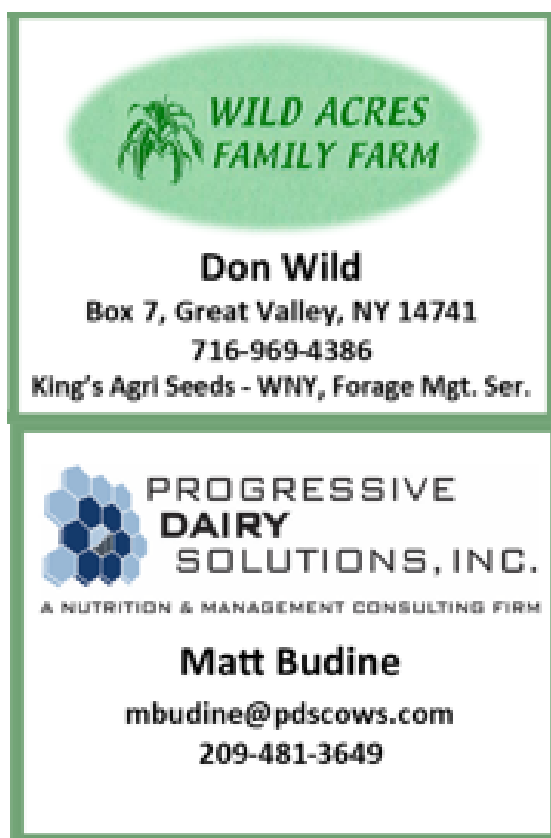 WILD ACRES
FAMILY FARM
Don Wild
Box 7, Great Valley, NY 14741
716-969-4386
King's Agri Seeds - WNY, Forage Mgt. Ser.
PROGRESSIVE
DAIRY
SOLUTIONS, INC.
A NUTRITION & MANAGEMENT CONSULTING FIRM
Matt Budine
mbudine@pdscows.com
209-481-3649